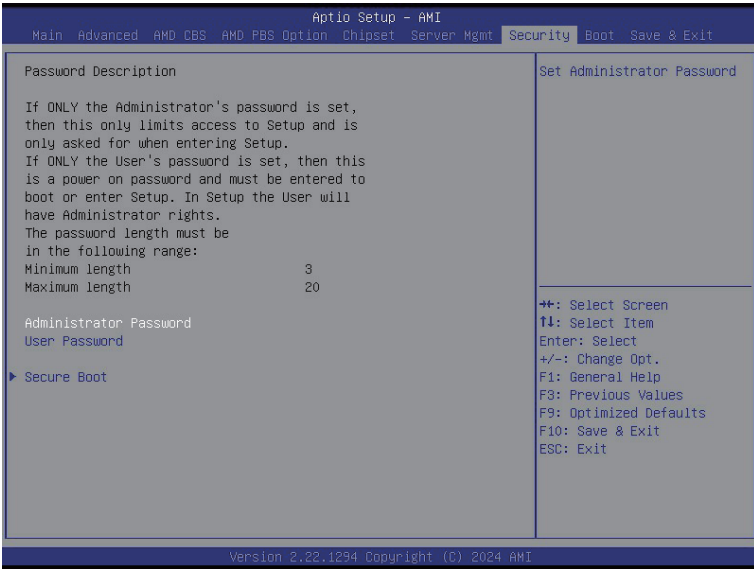 Aptio Setup – AMI
Main Advanced AMD CBS AMD PBS Option Chipset Server Mgmt Security Boot Save & Exit
Password Description
If ONLY the Administrator's password is set,
then this only limits access to Setup and is
only asked for when entering Setup.
If ONLY the User's password is set, then this
is a power on password and must be entered to
boot or enter Setup. In Setup the User will
have Administrator rights.
The password length must be
in the following range:
Minimum length 3
Maximum length 20
Administrator Password
User Password
Secure Boot
Set Administrator Password
→←: Select Screen
↑↓: Select Item
Enter: Select
+/-: Change Opt.
F1: General Help
F3: Previous Values
F9: Optimized Defaults
F10: Save & Exit
ESC: Exit
Version 2.22.1294 Copyright (C) 2024 AMI